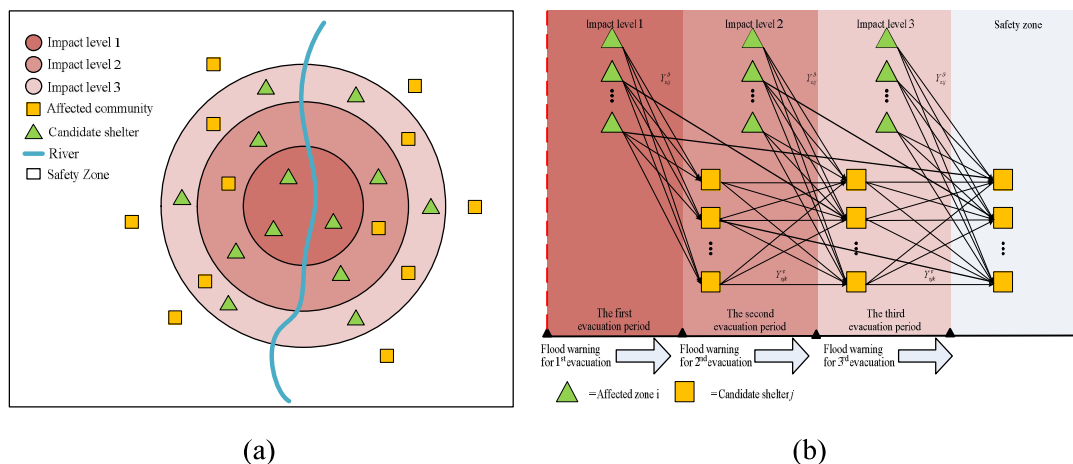 Impact level 1
Impact level 2
Impact level 3
Affected community
Candidate shelter
River
Safety Zone
(a)
Impact level 1
Impact level 2
Impact level 3
Safety zone
The first
evacuation period
The second
evacuation period
The third
evacuation period
Flood warning
for 1st evacuation
Flood warning
for 2nd evacuation
Flood warning
for 3rd evacuation
=Affected zone i
=Candidate shelter j
(b)